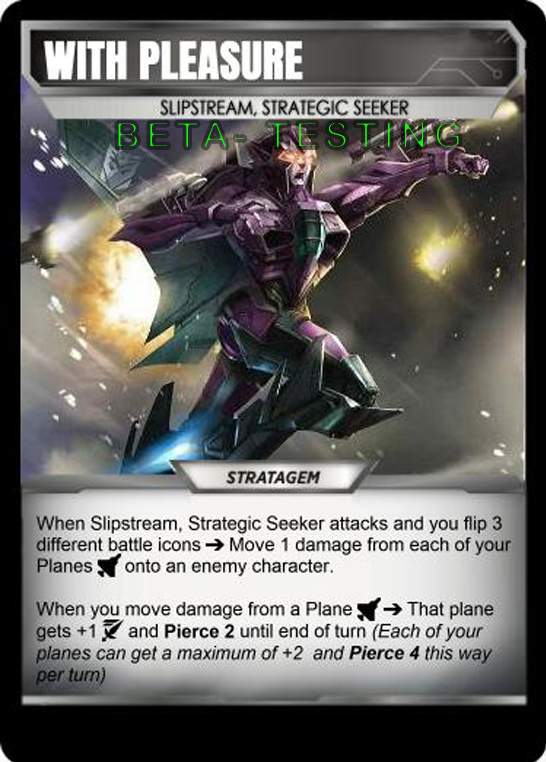 WITH PLEASURE
SLIPSTREAM, STRATEGIC SEEKER
BETA- TESTING
STRATAGEM
When Slipstream, Strategic Seeker attacks and you flip 3
different battle icons ➔ Move 1 damage from each of your
Planes onto an enemy character.
When you move damage from a Plane ➔ That plane
gets +1 and Pierce 2 until end of turn (Each of your
planes can get a maximum of +2 and Pierce 4 this way
per turn)